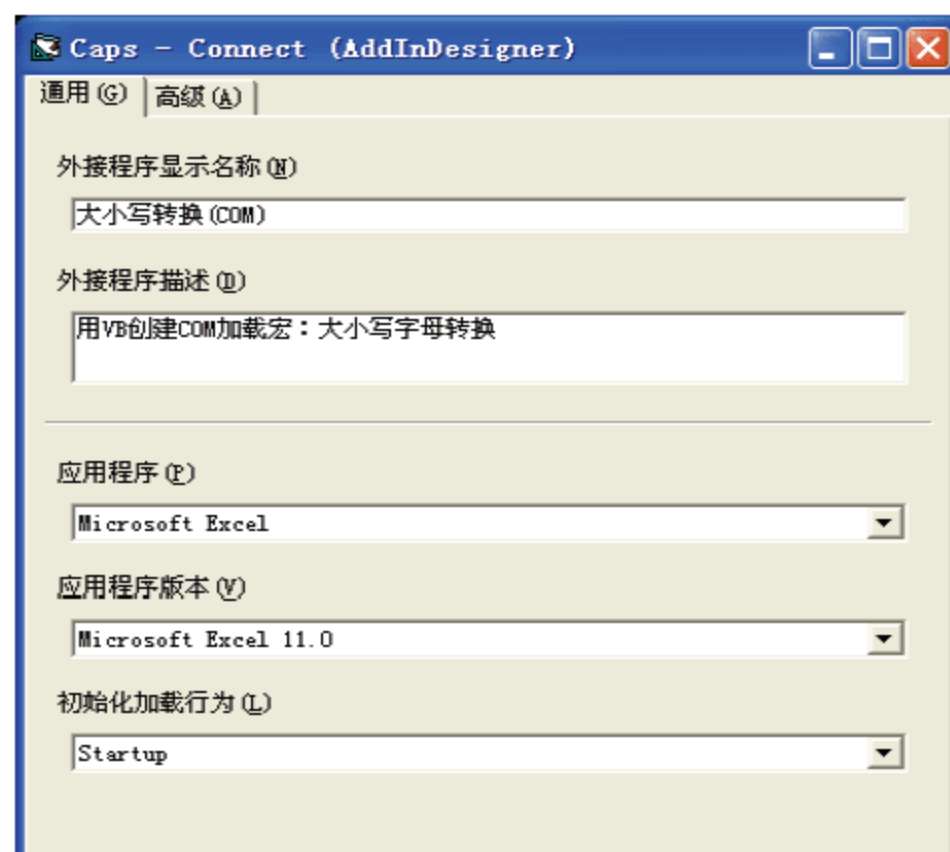 Caps - Connect (AddInDesigner)
通用(G) 高级(A)
外接程序显示名称(N)
大小写转换(COM)
外接程序描述(D)
用VB创建COM加载宏：大小写字母转换
应用程序(P)
Microsoft Excel
应用程序版本(V)
Microsoft Excel 11.0
初始化加载行为(L)
Startup